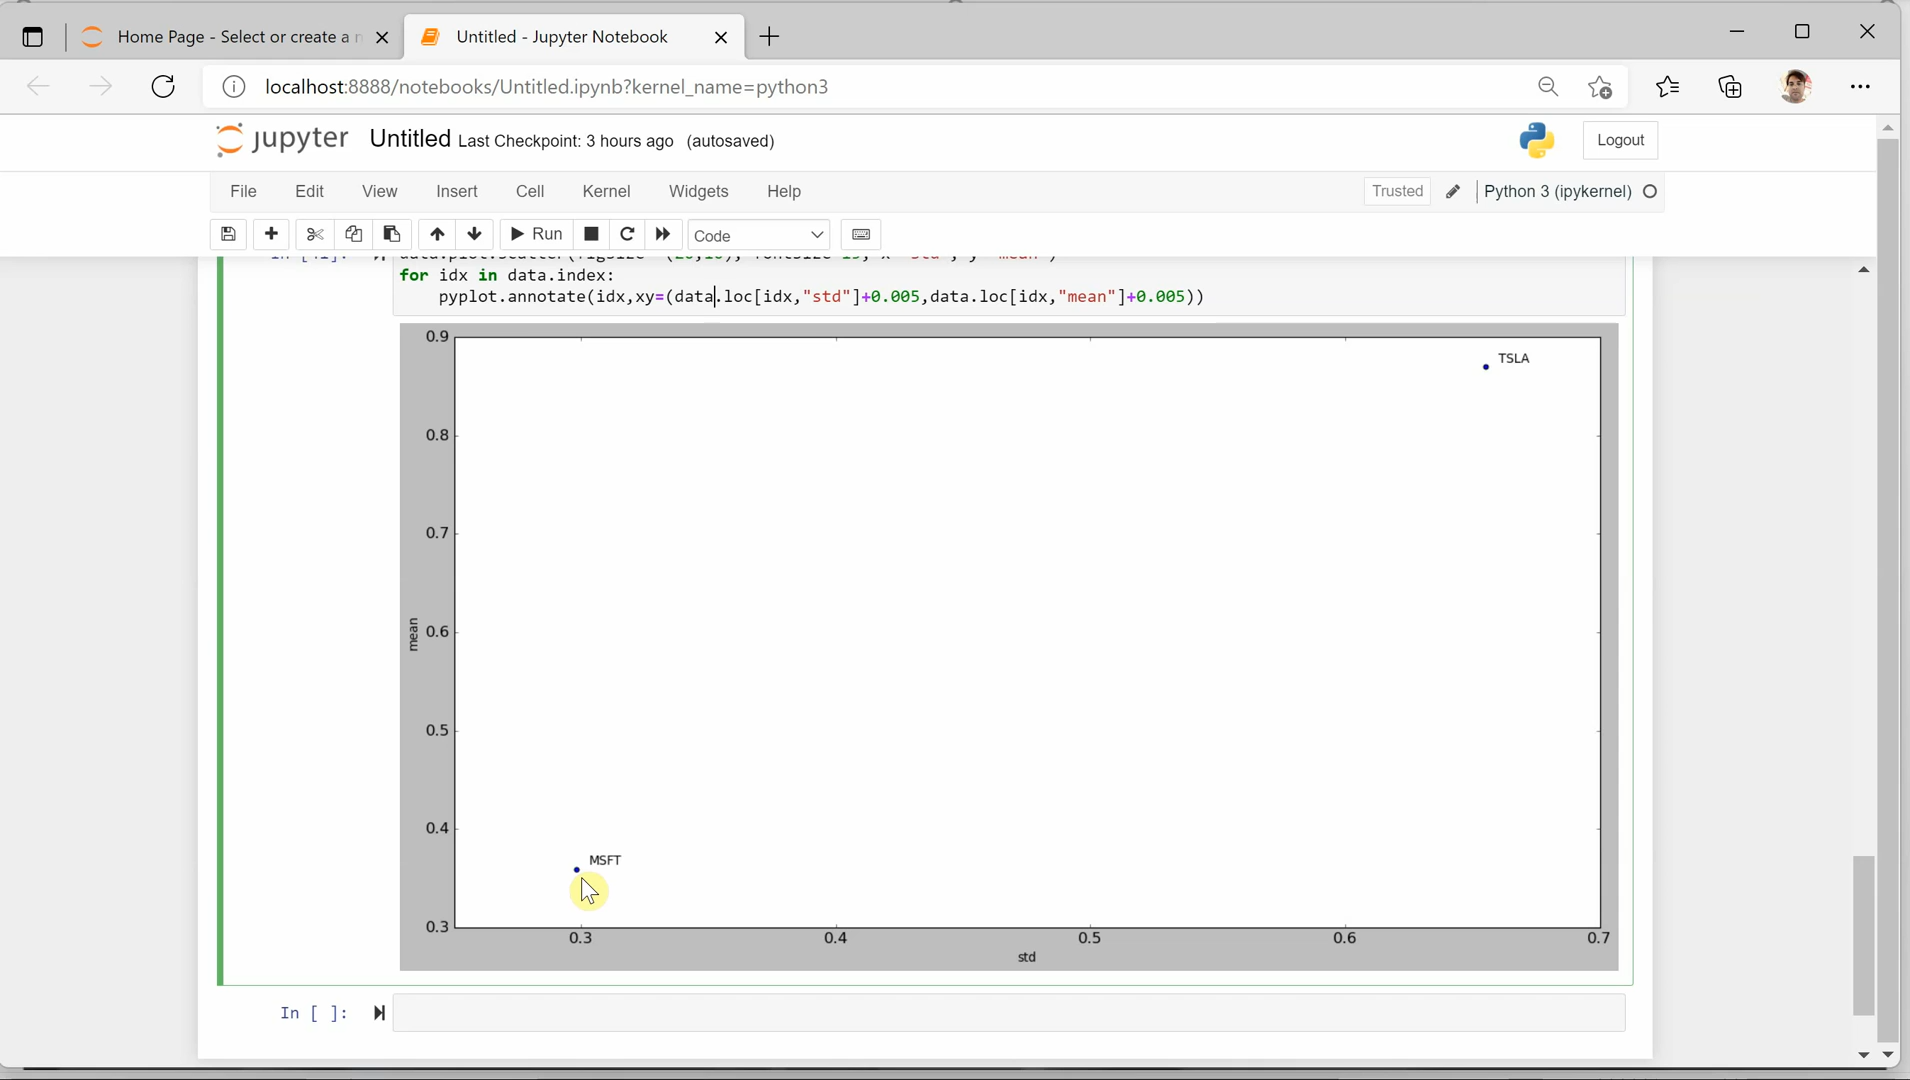 Home Page - Select or create a n
Untitled - Jupyter Notebook
localhost:8888/notebooks/Untitled.ipynb?kernel_name=python3
jupyter Untitled Last Checkpoint: 3 hours ago (autosaved)
Logout
File Edit View Insert Cell Kernel Widgets Help
Trusted Python 3 (ipykernel)
Run Code
for idx in data.index:
pyplot.annotate(idx,xy=(data.loc[idx,"std"]+0.005,data.loc[idx,"mean"]+0.005))
0.9
TSLA
0.8
0.7
mean
0.6
0.5
0.4
MSFT
0.3
0.3 0.4 0.5 0.6 0.7
std
In [ ]: